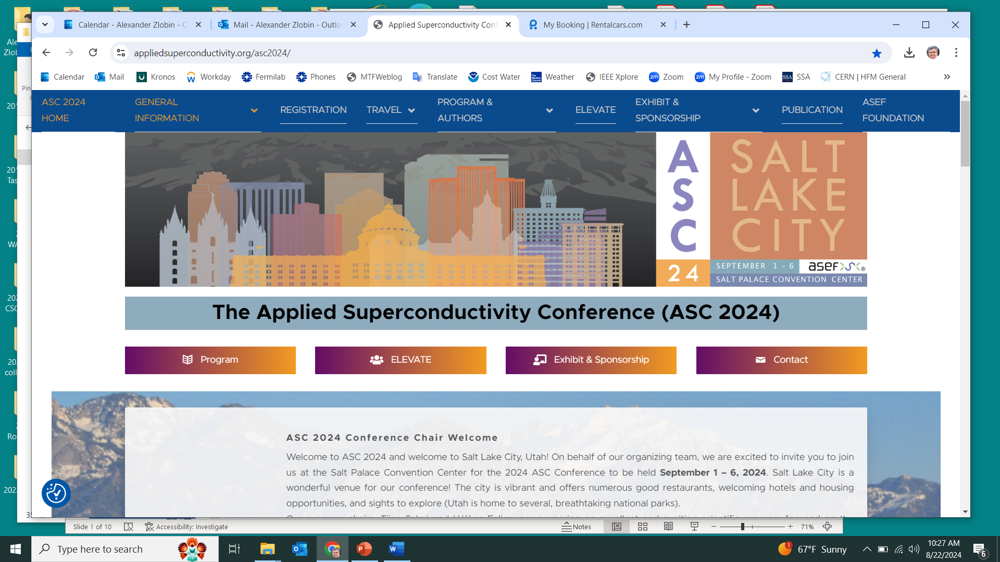 Calendar - Alexander Zlobin - O
Mail - Alexander Zlobin - Outlo
Applied Superconductivity Conf
My Booking | Rentalcars.com
appliedsuperconductivity.org/asc2024/
Calendar
Mail
Kronos
Workday
Fermilab
Phones
MTFWeblog
Translate
Cost Water
Weather
IEEE Xplore
Zoom
My Profile - Zoom
SSA
CERN | HFM General
ASC 2024
HOME
GENERAL
INFORMATION
REGISTRATION
TRAVEL
PROGRAM &
AUTHORS
ELEVATE
EXHIBIT &
SPONSORSHIP
PUBLICATION
ASEF
FOUNDATION
ASC
24
SALT
LAKE
CITY
SEPTEMBER 1 – 6
asef
SALT PALACE CONVENTION CENTER
The Applied Superconductivity Conference (ASC 2024)
Program
ELEVATE
Exhibit & Sponsorship
Contact
ASC 2024 Conference Chair Welcome
Welcome to ASC 2024 and welcome to Salt Lake City, Utah! On behalf of our organizing team, we are excited to invite you to join
us at the Salt Palace Convention Center for the 2024 ASC Conference to be held September 1 – 6, 2024. Salt Lake City is a
wonderful venue for our conference! The city is vibrant and offers numerous good restaurants, welcoming hotels and housing
opportunities, and sights to explore (Utah is home to several, breathtaking national parks).
Slide 1 of 10
Accessibility: Investigate
Notes
71%
Type here to search
67°F Sunny
10:27 AM
8/22/2024
6